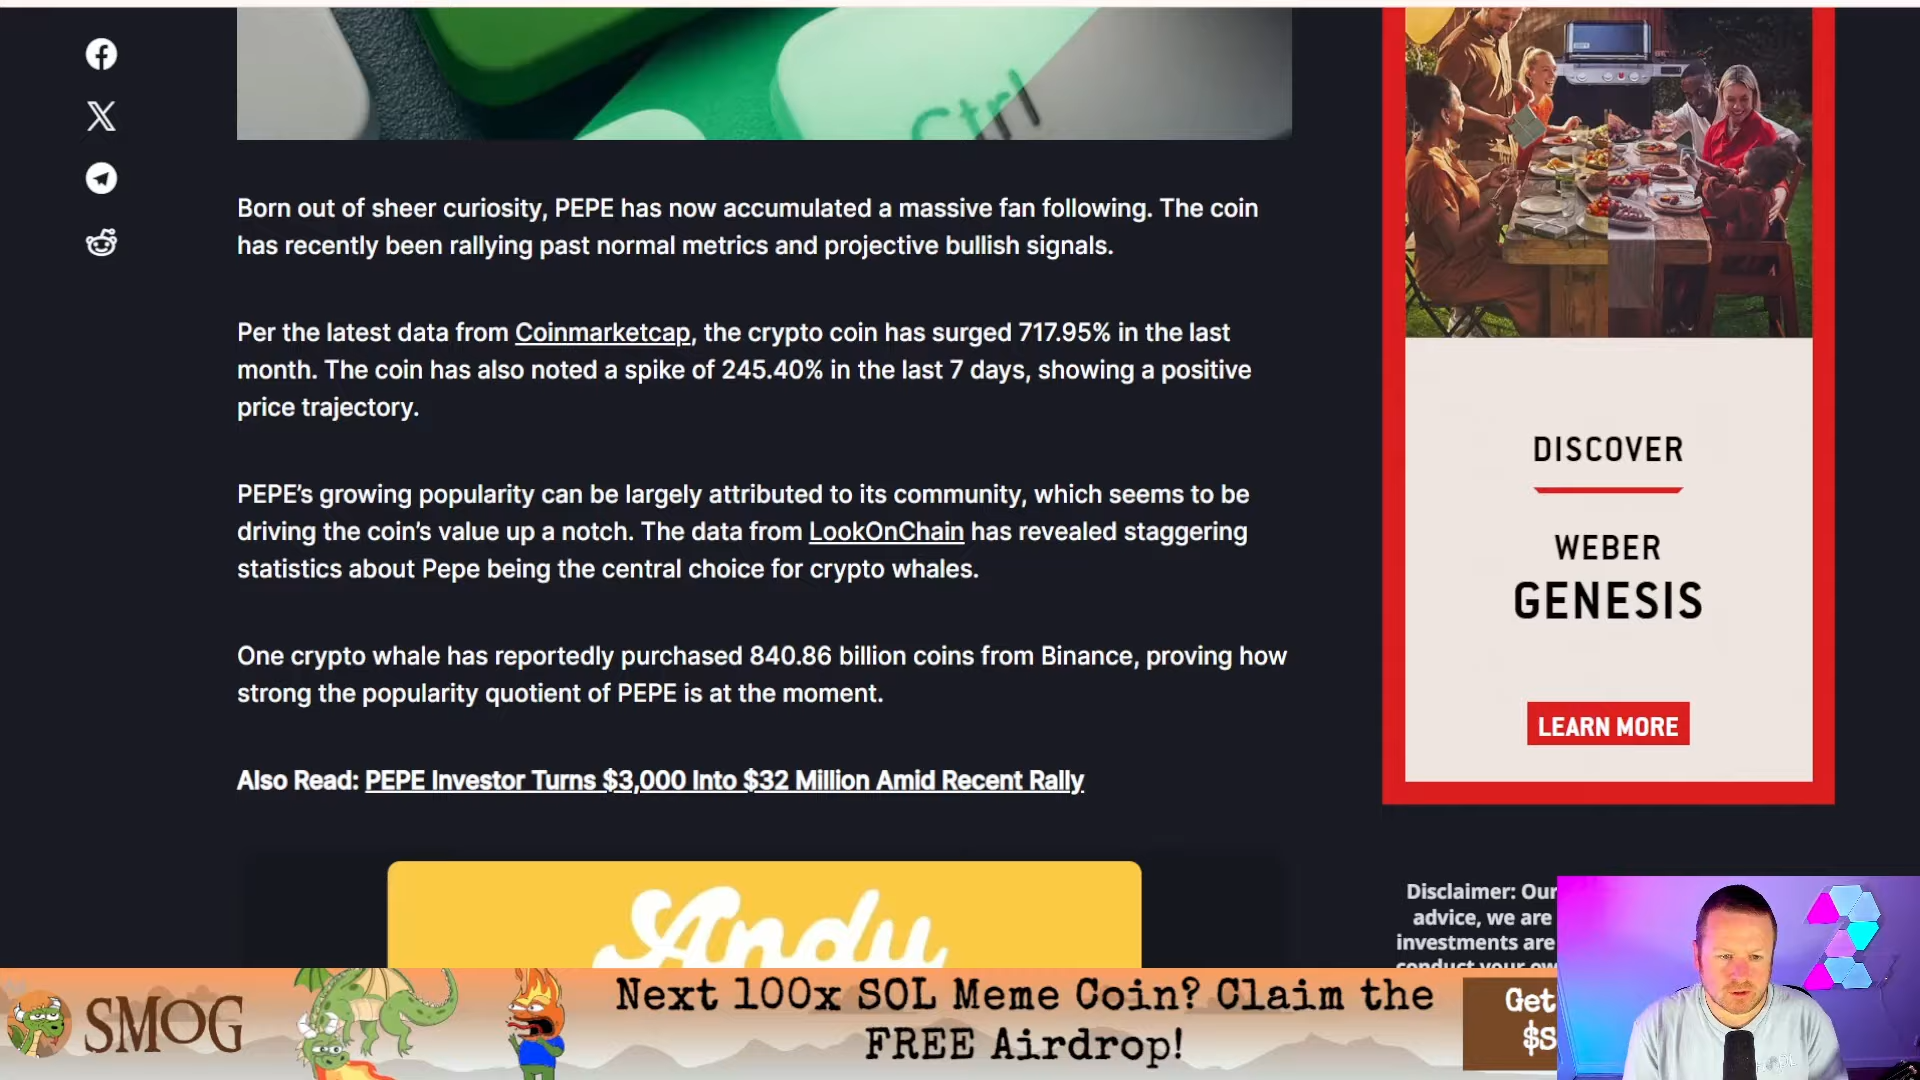 Ctrl
Born out of sheer curiosity, PEPE has now accumulated a massive fan following. The coin
has recently been rallying past normal metrics and projective bullish signals.
Per the latest data from Coinmarketcap, the crypto coin has surged 717.95% in the last
month. The coin has also noted a spike of 245.40% in the last 7 days, showing a positive
price trajectory.
PEPE’s growing popularity can be largely attributed to its community, which seems to be
driving the coin’s value up a notch. The data from LookOnChain has revealed staggering
statistics about Pepe being the central choice for crypto whales.
One crypto whale has reportedly purchased 840.86 billion coins from Binance, proving how
strong the popularity quotient of PEPE is at the moment.
Also Read: PEPE Investor Turns $3,000 Into $32 Million Amid Recent Rally
Andy
DISCOVER
WEBER
GENESIS
LEARN MORE
Disclaimer: Our
advice, we are
investments are
conduct your own
SMOG
Next 100x SOL Meme Coin? Claim the
FREE Airdrop!
Get
$S